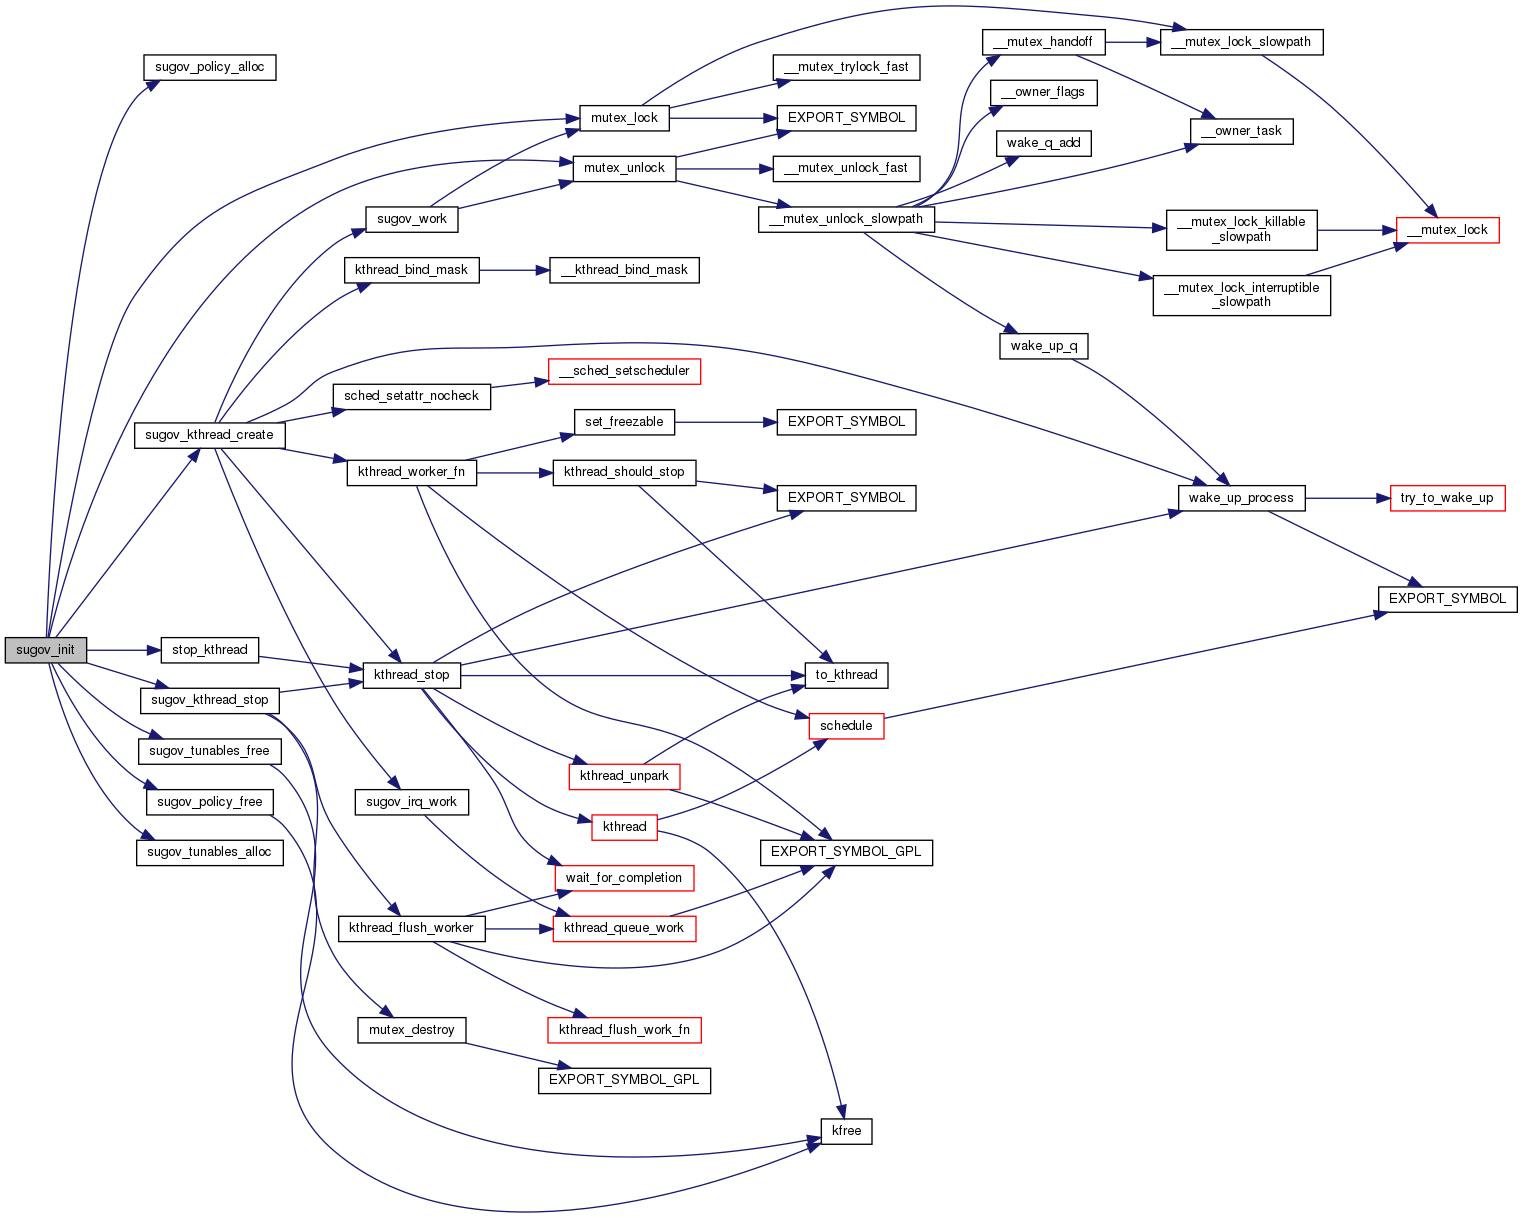 __mutex_handoff
__mutex_lock_slowpath
sugov_policy_alloc
__mutex_trylock_fast
__owner_flags
mutex_lock
EXPORT_SYMBOL
__owner_task
wake_q_add
mutex_unlock
__mutex_unlock_fast
sugov_work
__mutex_unlock_slowpath
__mutex_lock_killable
_slowpath
__mutex_lock
kthread_bind_mask
__kthread_bind_mask
__mutex_lock_interruptible
_slowpath
wake_up_q
__sched_setscheduler
sched_setattr_nocheck
sugov_kthread_create
set_freezable
EXPORT_SYMBOL
kthread_worker_fn
kthread_should_stop
EXPORT_SYMBOL
wake_up_process
try_to_wake_up
EXPORT_SYMBOL
sugov_init
stop_kthread
kthread_stop
to_kthread
sugov_kthread_stop
schedule
sugov_tunables_free
kthread_unpark
sugov_policy_free
sugov_irq_work
kthread
sugov_tunables_alloc
EXPORT_SYMBOL_GPL
wait_for_completion
kthread_flush_worker
kthread_queue_work
mutex_destroy
kthread_flush_work_fn
EXPORT_SYMBOL_GPL
kfree